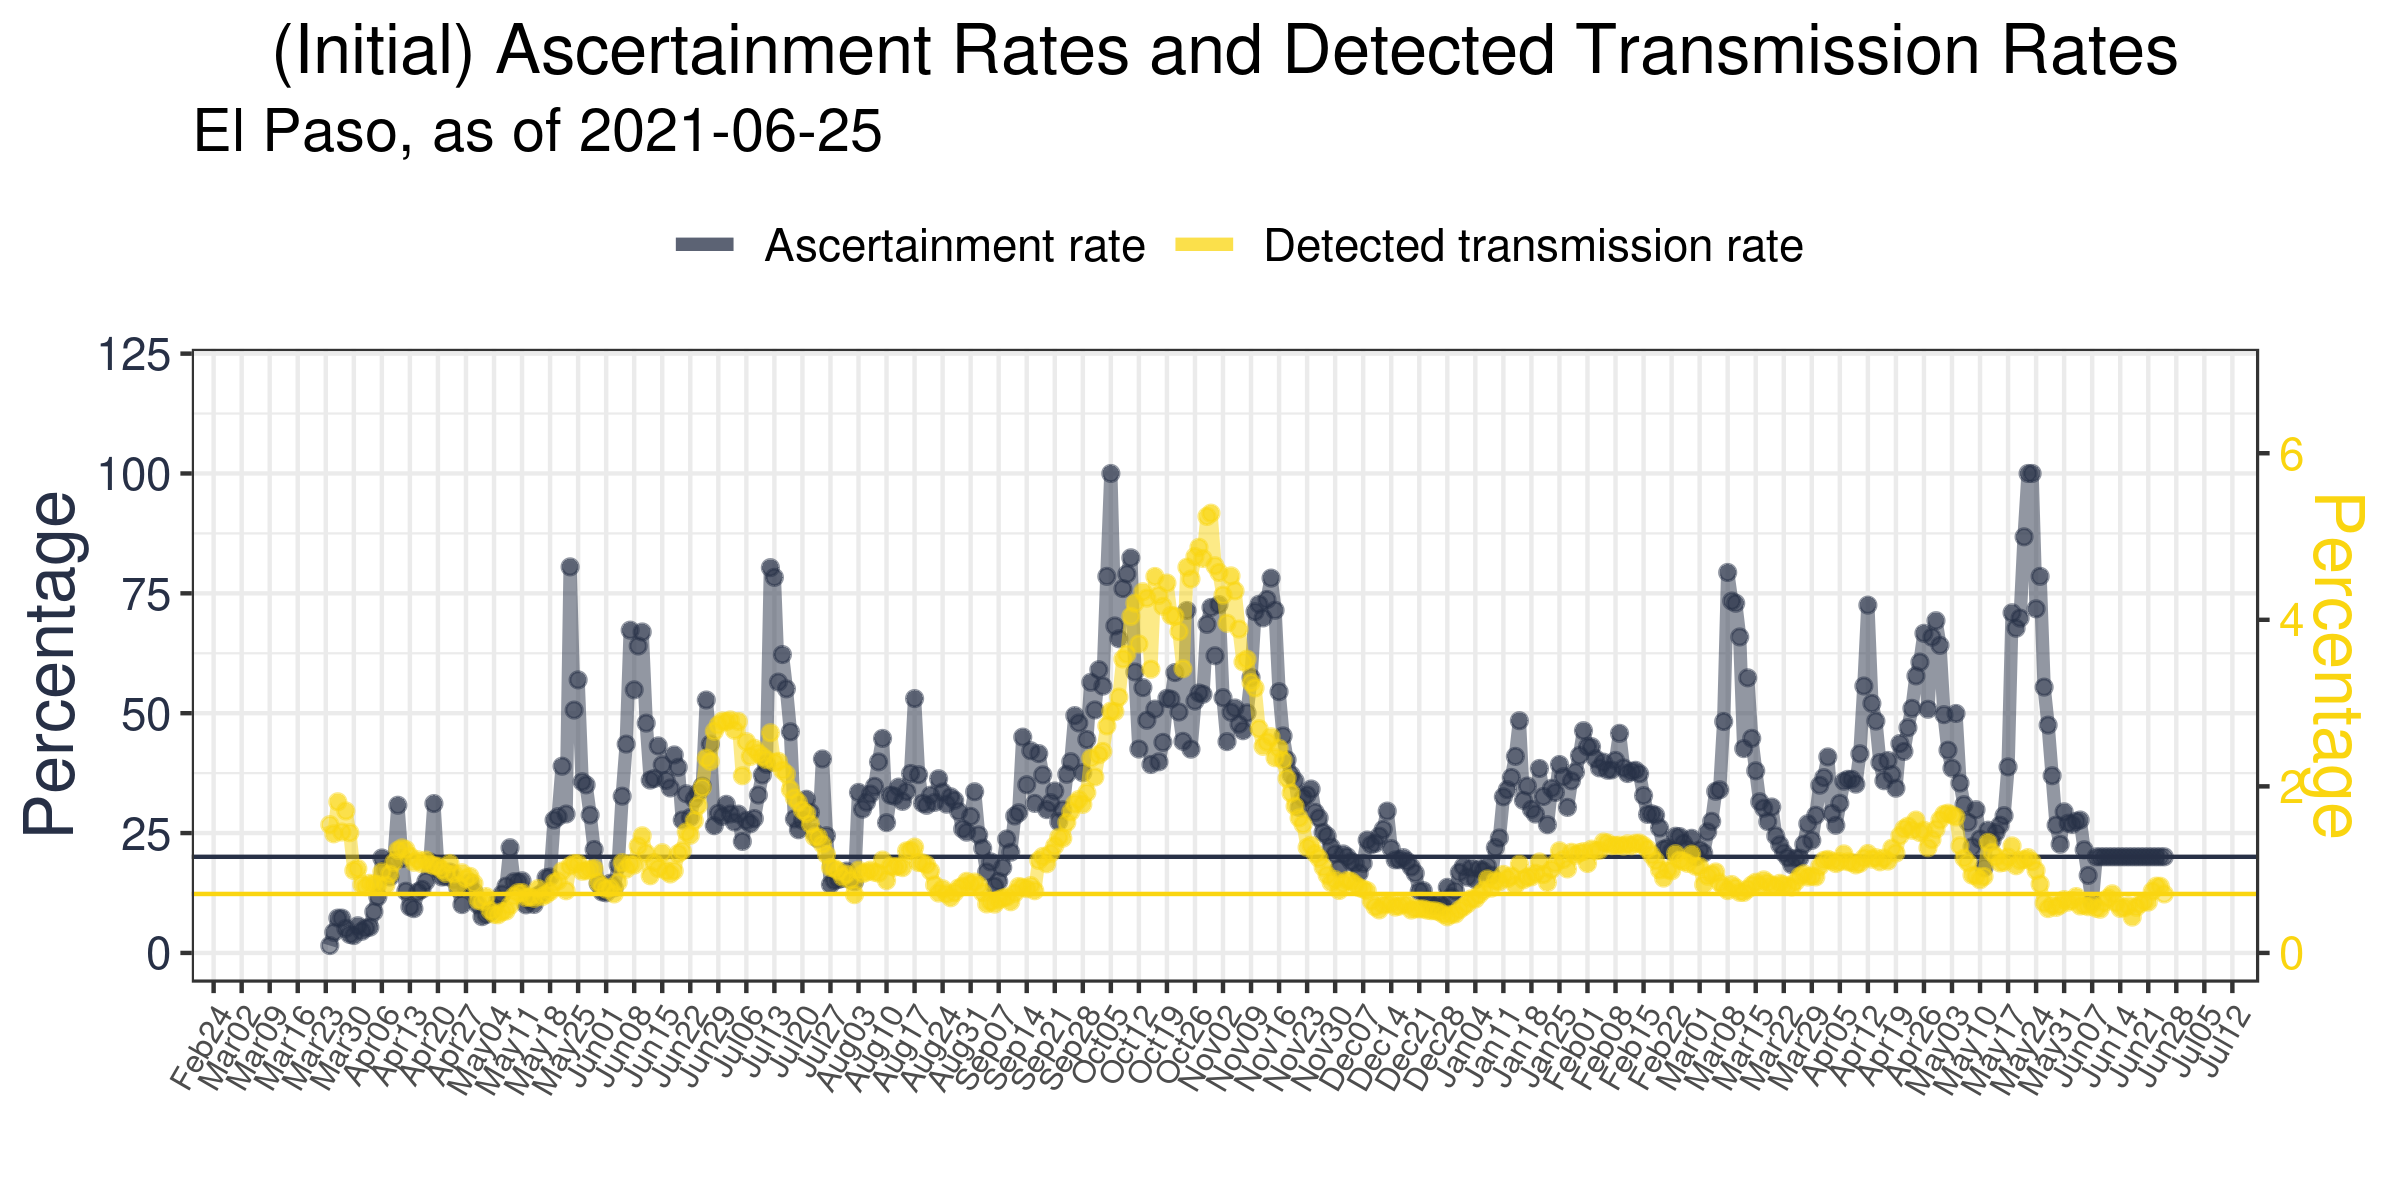 (Initial) Ascertainment Rates and Detected Transmission Rates
El Paso, as of 2021-06-25
Ascertainment rate Detected transmission rate
Percentage
125
100
75
50
25
0
6
4
2
0
Percentage
Feb24 Mar02 Mar09 Mar16 Mar23 Mar30 Apr06 Apr13 Apr20 Apr27 May04 May11 May18 May25 Jun01 Jun08 Jun15 Jun22 Jun29 Jul06 Jul13 Jul20 Jul27 Aug03 Aug10 Aug17 Aug24 Aug31 Sep07 Sep14 Sep21 Sep28 Oct05 Oct12 Oct19 Oct26 Nov02 Nov09 Nov16 Nov23 Nov30 Dec07 Dec14 Dec21 Dec28 Jan04 Jan11 Jan18 Jan25 Feb01 Feb08 Feb15 Feb22 Mar01 Mar08 Mar15 Mar22 Mar29 Apr05 Apr12 Apr19 Apr26 May03 May10 May17 May24 May31 Jun07 Jun14 Jun21 Jun28 Jul05 Jul12